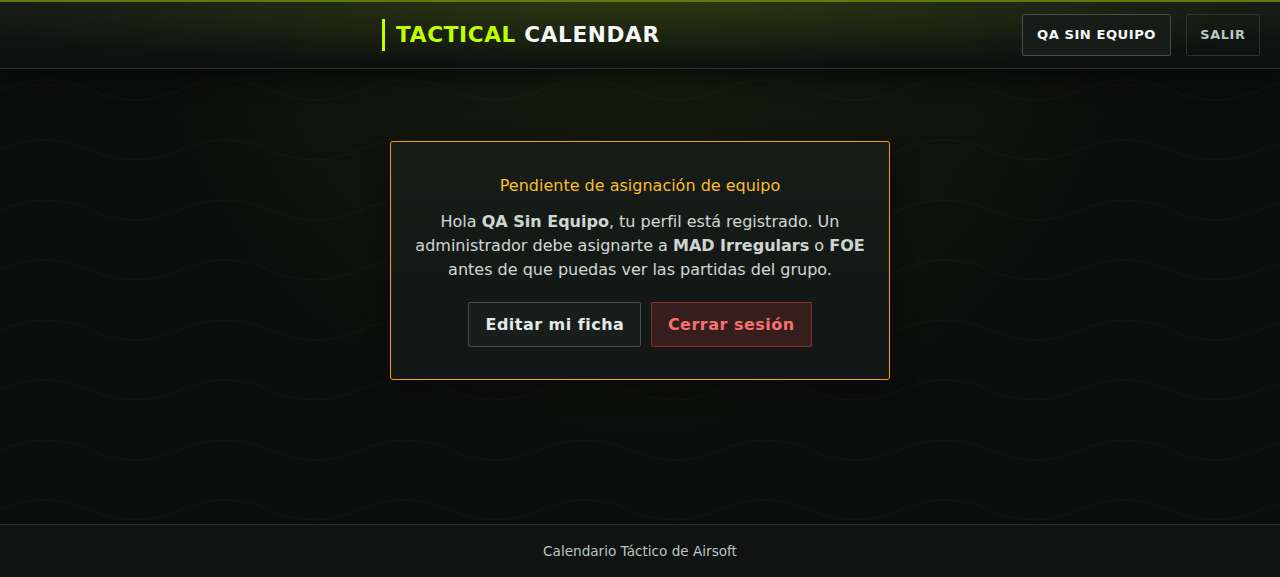 TACTICAL CALENDAR
QA SIN EQUIPO
SALIR
Pendiente de asignación de equipo
Hola QA Sin Equipo, tu perfil está registrado. Un
administrador debe asignarte a MAD Irregulars o FOE
antes de que puedas ver las partidas del grupo.
Editar mi ficha
Cerrar sesión
Calendario Táctico de Airsoft